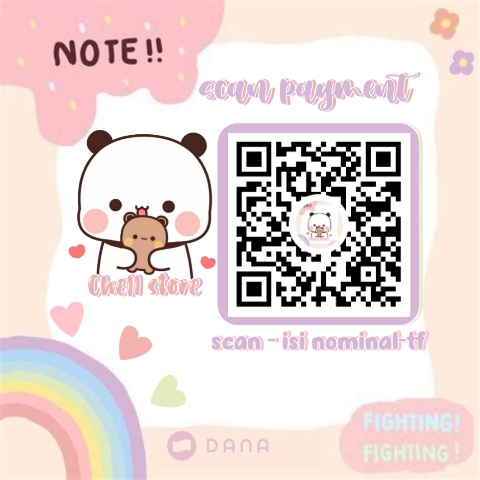 NOTE!!
scan payment
Chell store
scan - isi nominal-tf
FIGHTING!
FIGHTING!
DANA